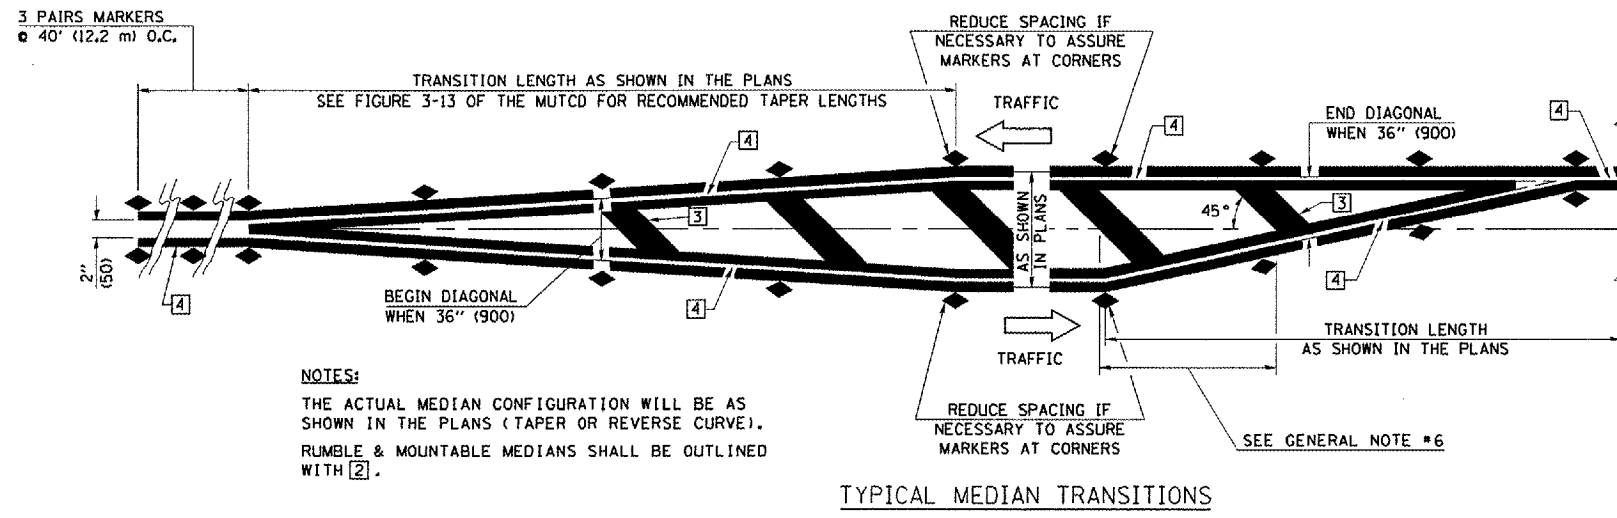 3 PAIRS MARKERS
@ 40' (12.2 m) O.C.
TRANSITION LENGTH AS SHOWN IN THE PLANS
SEE FIGURE 3-13 OF THE MUTCD FOR RECOMMENDED TAPER LENGTHS
REDUCE SPACING IF
NECESSARY TO ASSURE
MARKERS AT CORNERS
TRAFFIC
END DIAGONAL
WHEN 36" (900)
4
4
4
3
AS SHOWN
IN PLANS
45°
3
4
2"
(50)
4
BEGIN DIAGONAL
WHEN 36" (900)
4
4
TRAFFIC
TRANSITION LENGTH
AS SHOWN IN THE PLANS
NOTES:
THE ACTUAL MEDIAN CONFIGURATION WILL BE AS
SHOWN IN THE PLANS (TAPER OR REVERSE CURVE).
RUMBLE & MOUNTABLE MEDIANS SHALL BE OUTLINED
WITH 2.
REDUCE SPACING IF
NECESSARY TO ASSURE
MARKERS AT CORNERS
SEE GENERAL NOTE #6
TYPICAL MEDIAN TRANSITIONS